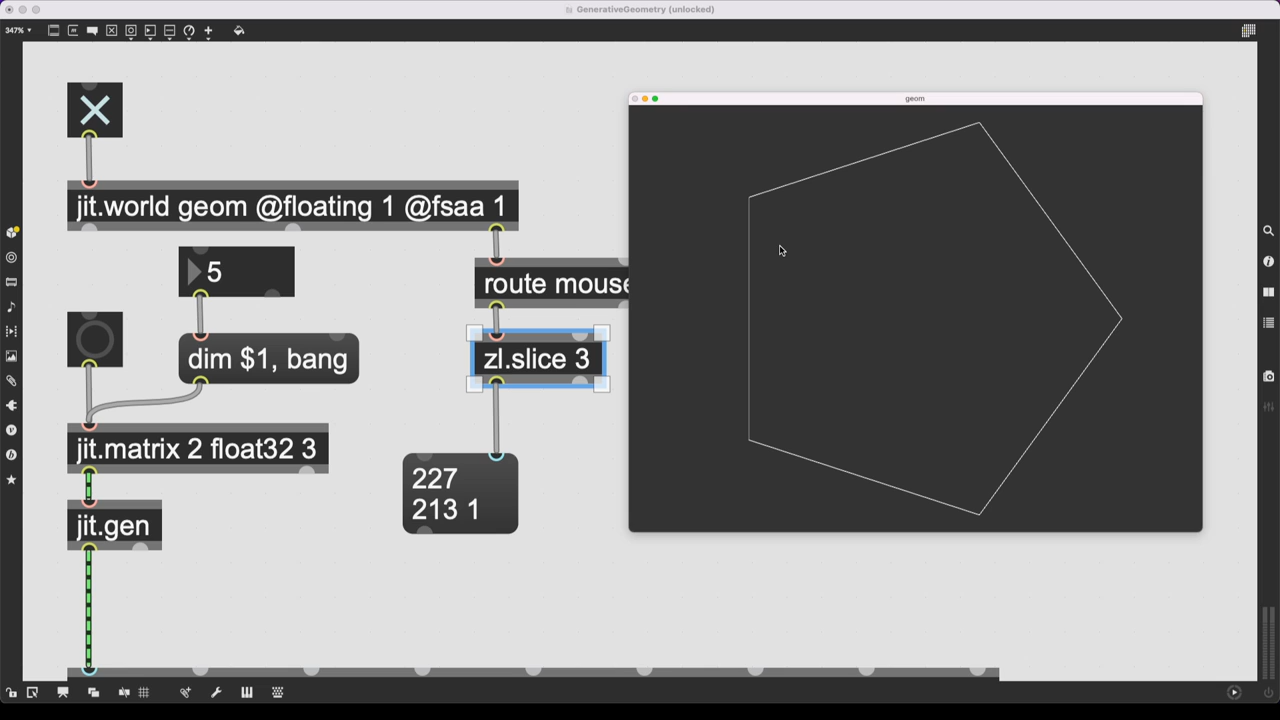 GenerativeGeometry (unlocked)
347%
geom
jit.world geom @floating 1 @fsaa 1
5
route mouse
dim $1, bang
zl.slice 3
jit.matrix 2 float32 3
227
213 1
jit.gen